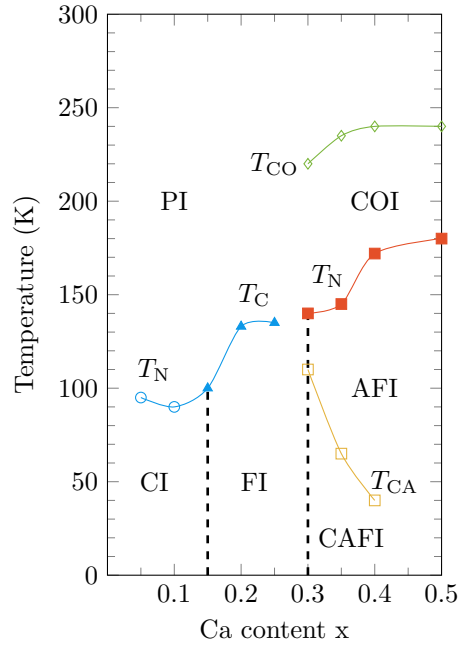 300
250
200
150
100
50
0
Temperature (K)
T_CO
PI
COI
T_C
T_N
T_N
AFI
CI
FI
T_CA
CAFI
0.1
0.2
0.3
0.4
0.5
Ca content x